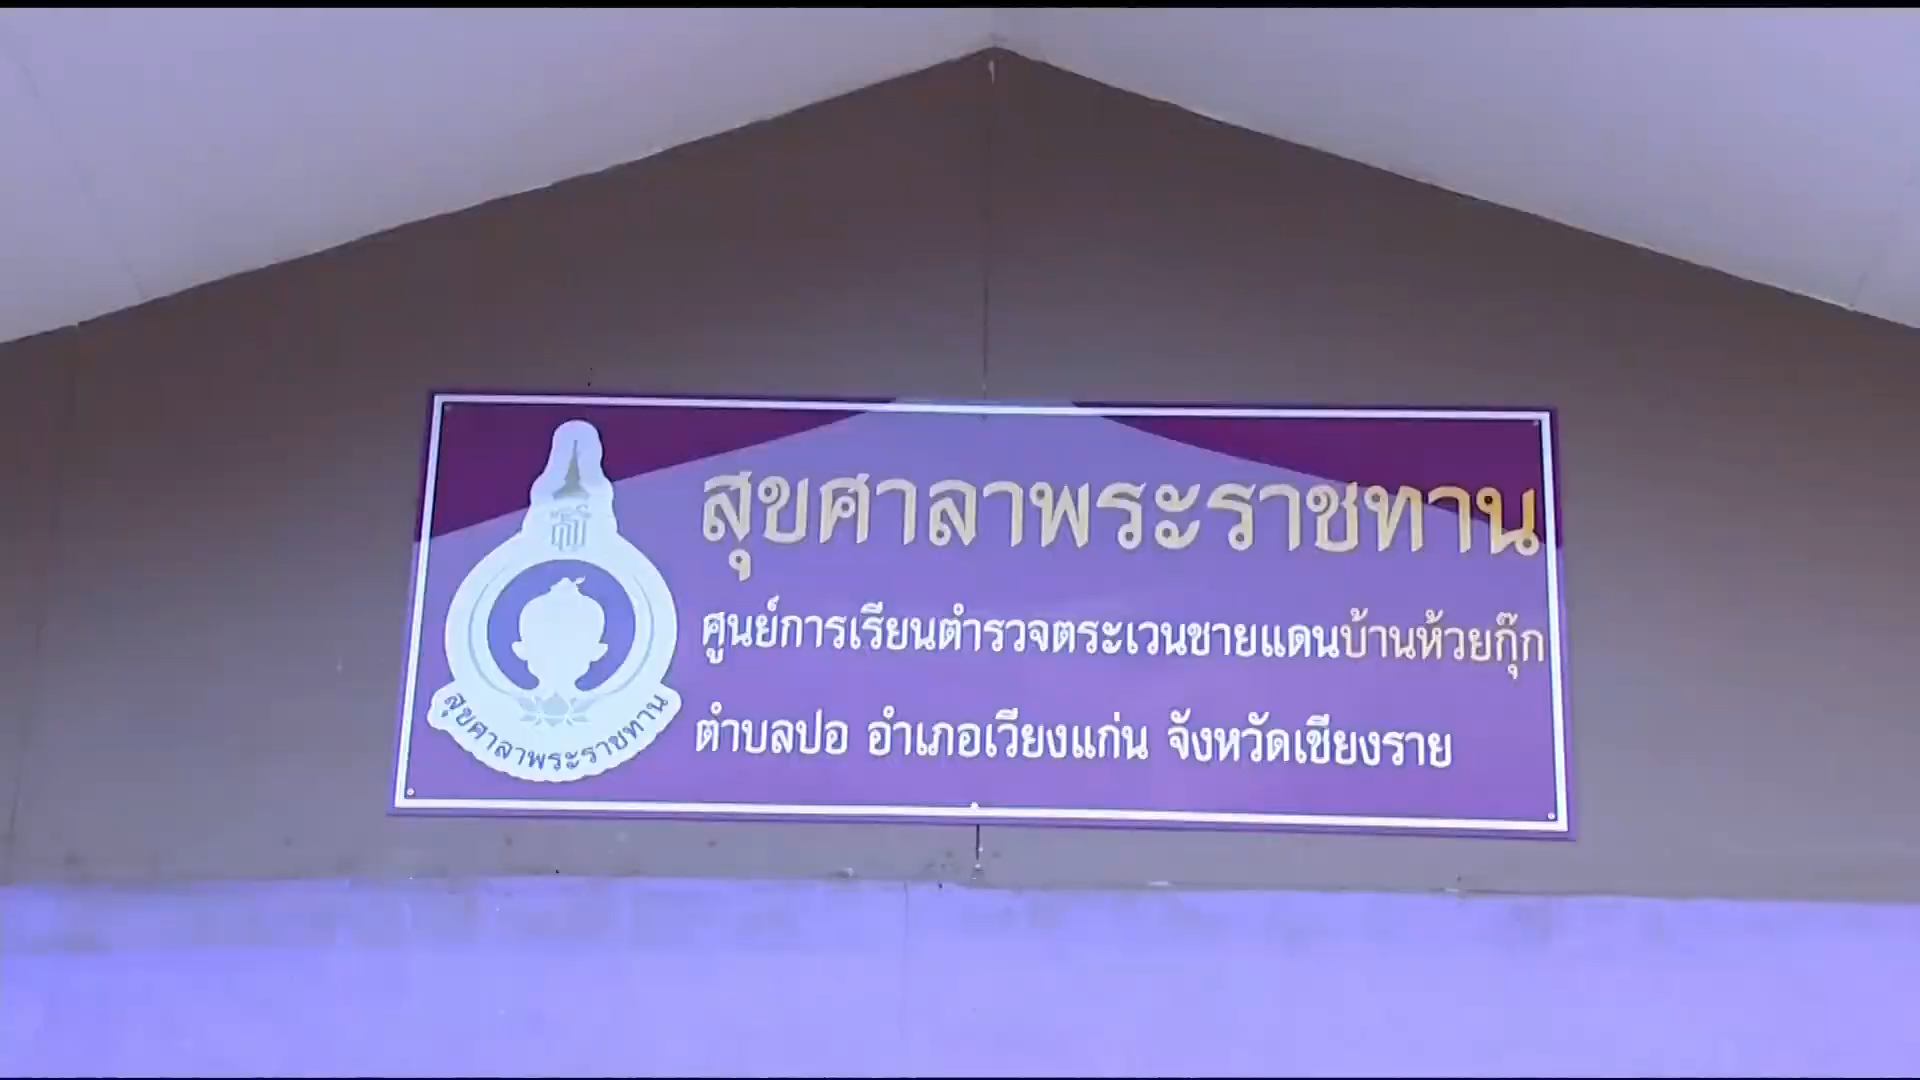 สุขศาลาพระราชทาน
ศูนย์การเรียนตำรวจตระเวนชายแดนบ้านห้วยกุ๊ก
ตำบลปอ อำเภอเวียงแก่น จังหวัดเชียงราย
สุขศาลาพระราชทาน